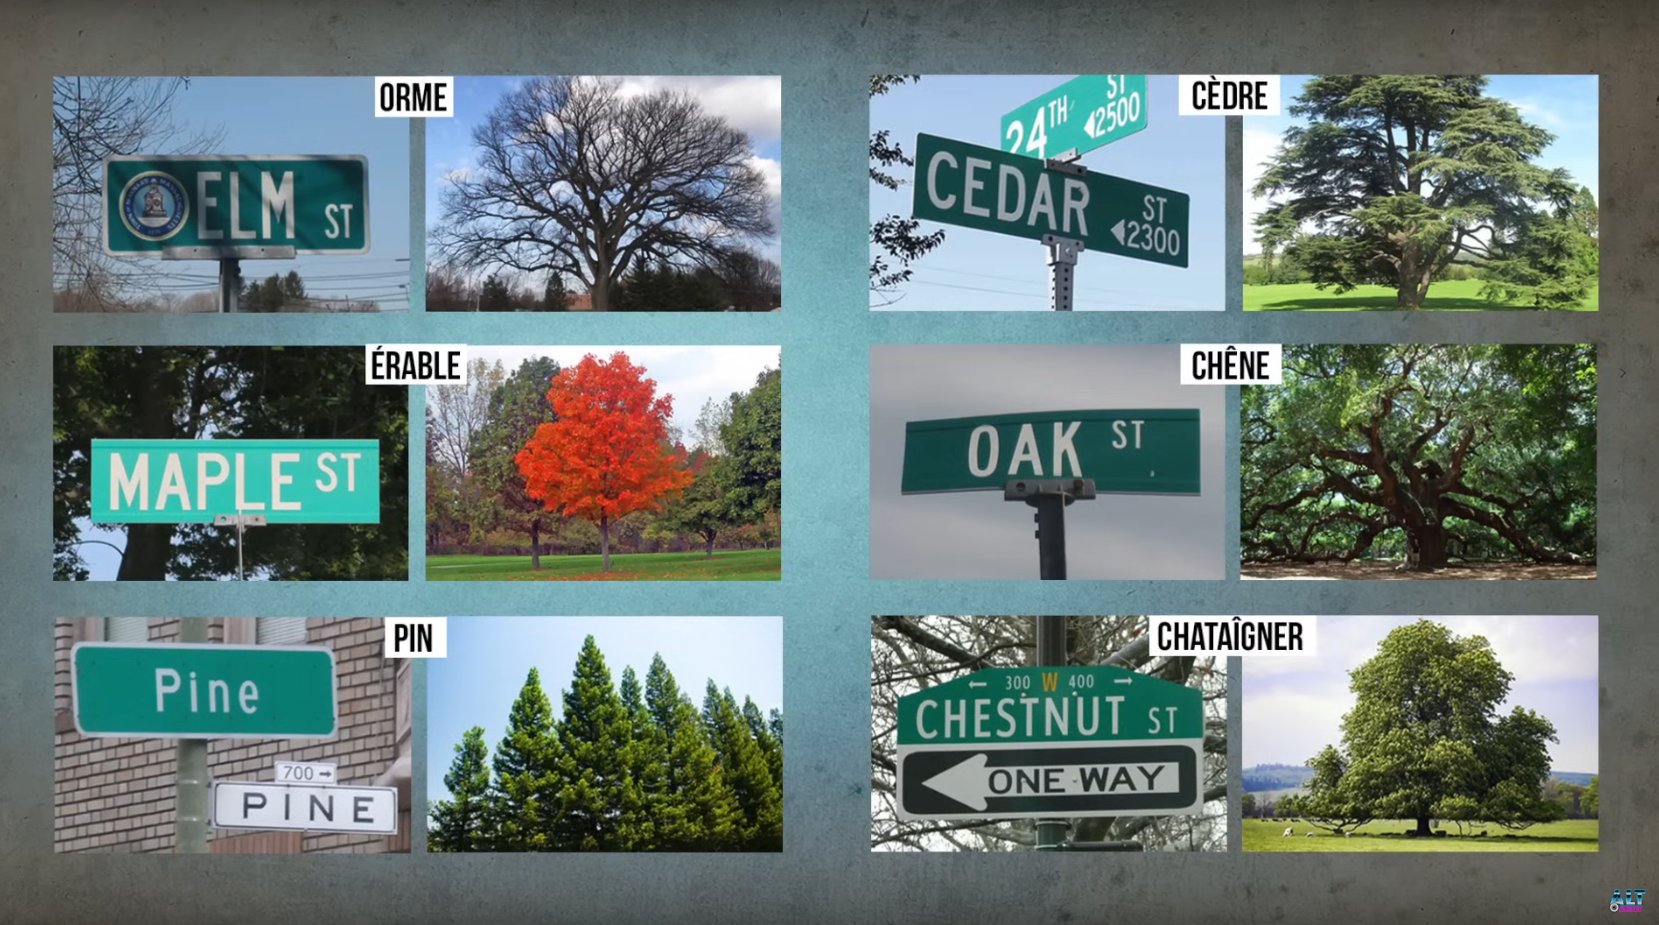 ORME
ELM ST
CÈDRE
24TH ST
2500
CEDAR ST
2300
ÉRABLE
MAPLE ST
CHÊNE
OAK ST
PIN
Pine
700
PINE
CHATAÎGNER
300 W 400
CHESTNUT ST
ONE WAY
ALT